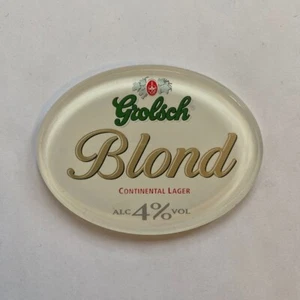 Grolsch
Blond
CONTINENTAL LAGER
ALC 4% VOL